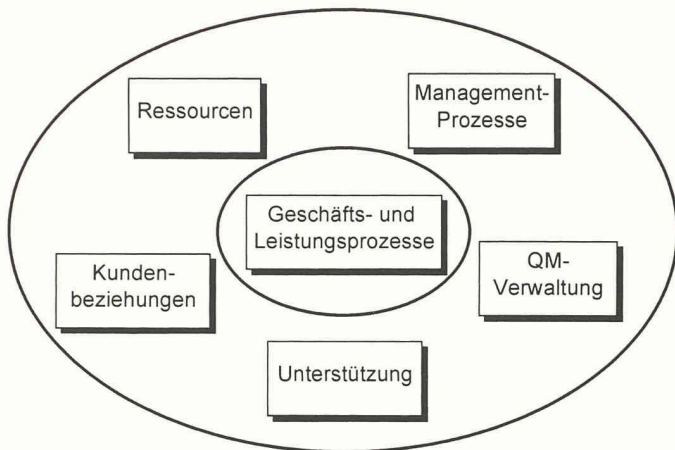 Ressourcen
Management-
Prozesse
Geschäfts- und
Leistungsprozesse
Kunden-
beziehungen
QM-
Verwaltung
Unterstützung